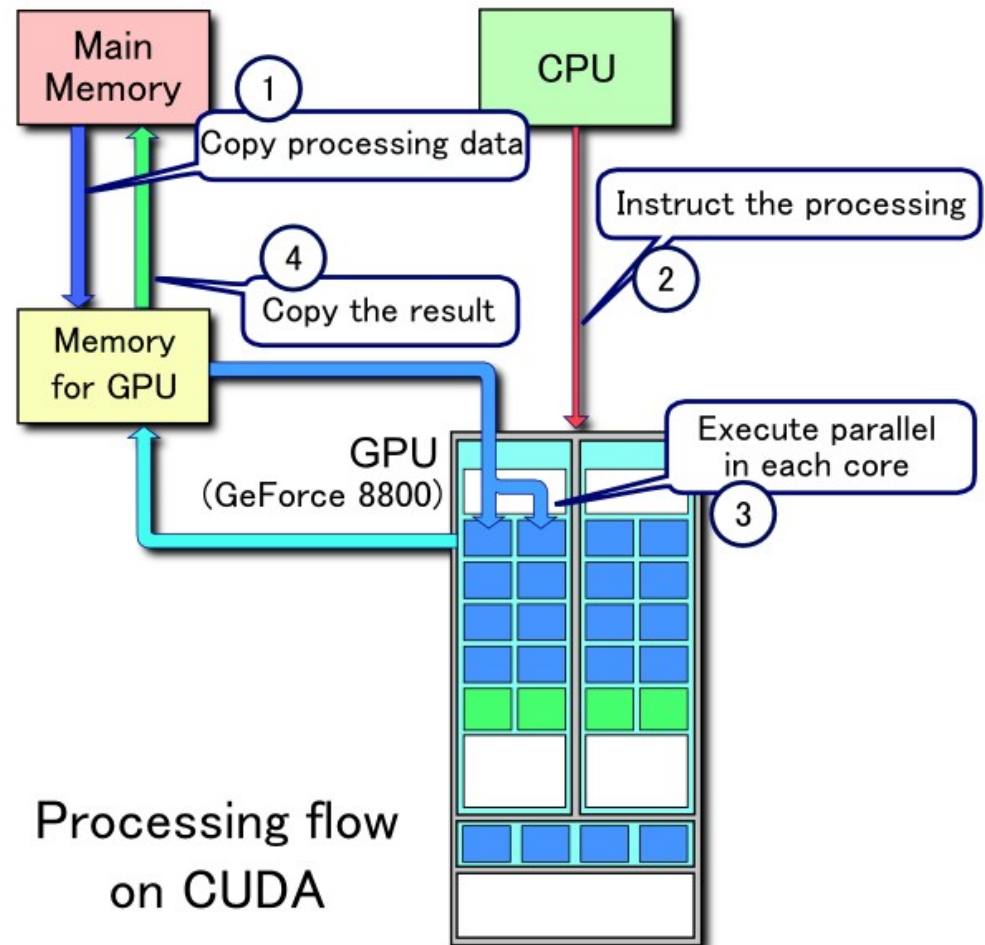 Main
Memory
CPU
1
Copy processing data
Instruct the processing
2
4
Copy the result
Memory
for GPU
Execute parallel
in each core
3
GPU
(GeForce 8800)
Processing flow
on CUDA